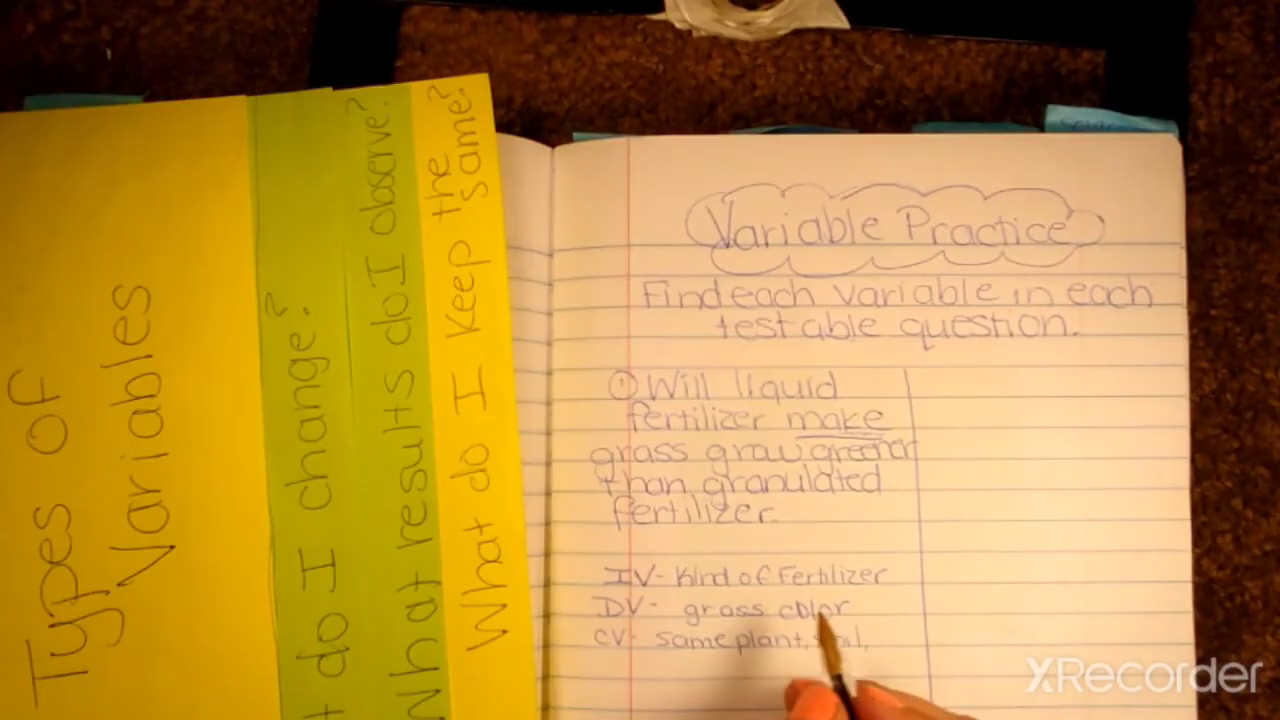 Types of
Variables
t do I change?
What results do I observe?
What do I keep the
same?
Variable Practice
Find each variable in each
testable question.
① Will liquid
fertilizer make
grass grow greener
than granulated
fertilizer.
IV- Kind of Fertilizer
DV- grass color
CV- same plant, soil,
XRecorder